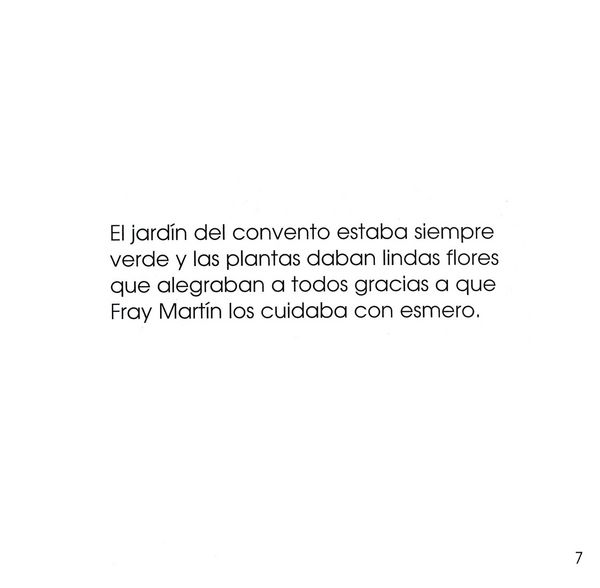 El jardín del convento estaba siempre
verde y las plantas daban lindas flores
que alegraban a todos gracias a que
Fray Martín los cuidaba con esmero.
7